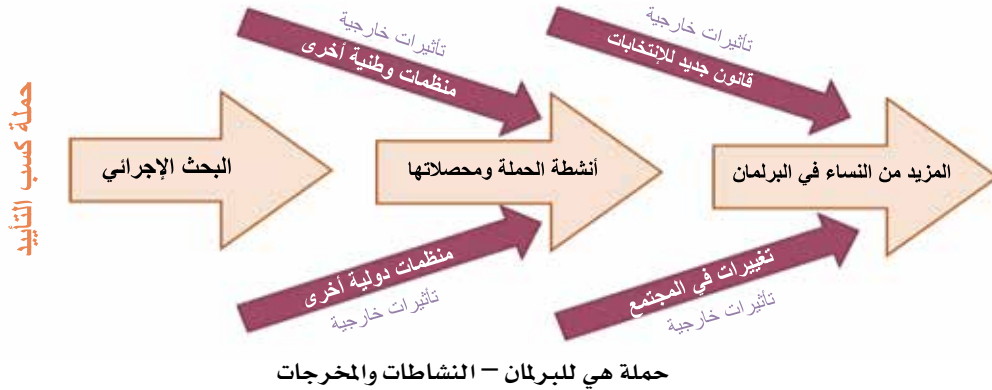 حملة كسب التأييد
تأثيرات خارجية
منظمات وطنية أخرى
تأثيرات خارجية
قانون جديد للإنتخابات
البحث الإجرائي
أنشطة الحملة ومحصلاتها
المزيد من النساء في البرلمان
منظمات دولية أخرى
تأثيرات خارجية
تغييرات في المجتمع
تأثيرات خارجية
حملة هي للبرلمان – النشاطات والمخرجات